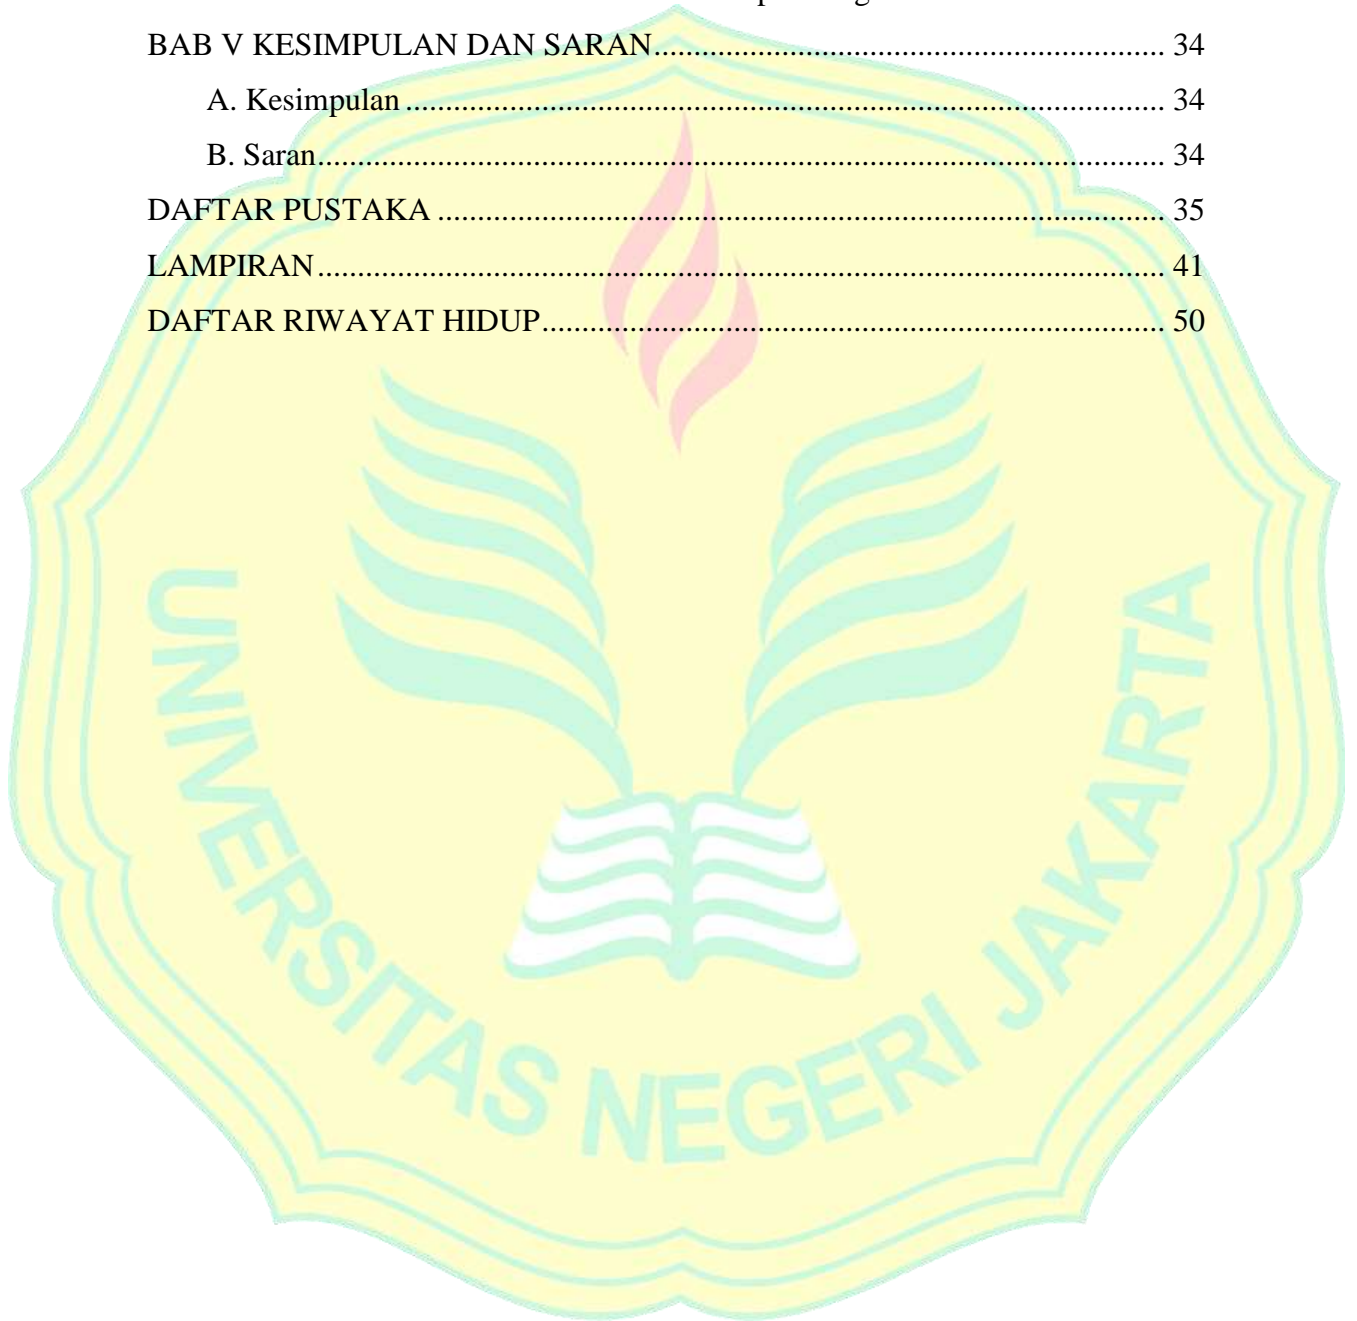 BAB V KESIMPULAN DAN SARAN................................................................ 34
A. Kesimpulan............................................................................................... 34
B. Saran.......................................................................................................... 34
DAFTAR PUSTAKA........................................................................................... 35
LAMPIRAN.......................................................................................................... 41
DAFTAR RIWAYAT HIDUP.............................................................................. 50
UNIVERSITAS NEGERI JAKARTA